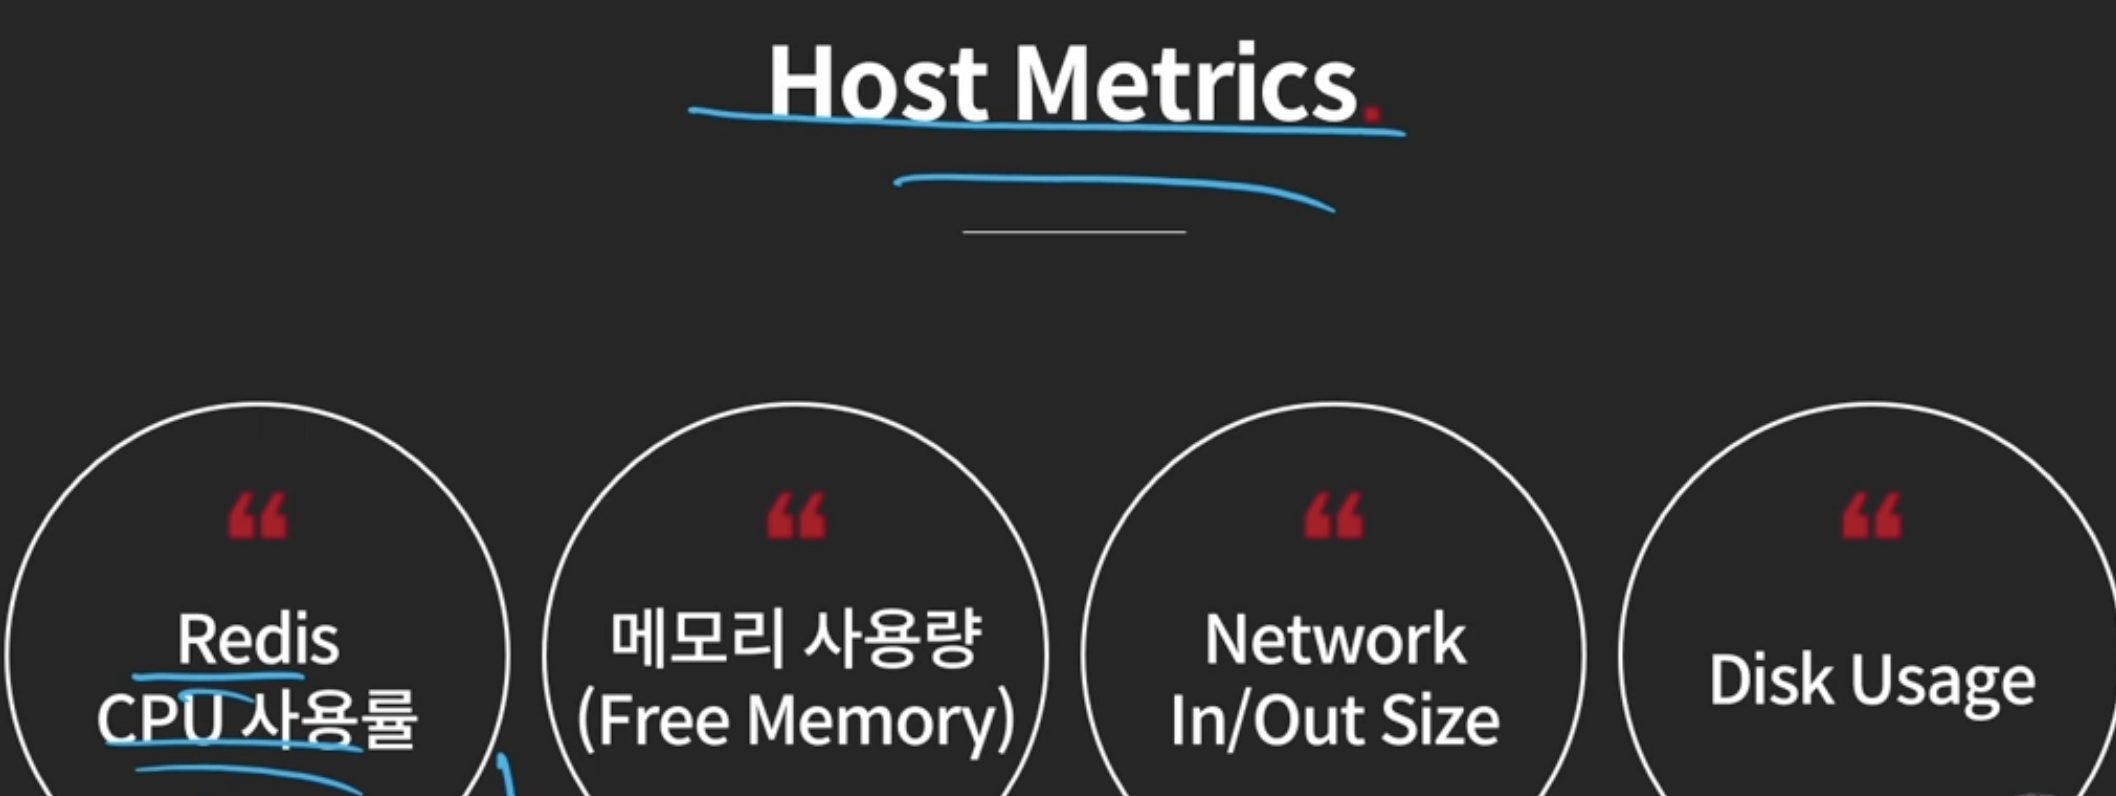 Host Metrics.
“
Redis
CPU 사용률
“
메모리 사용량
(Free Memory)
“
Network
In/Out Size
“
Disk Usage